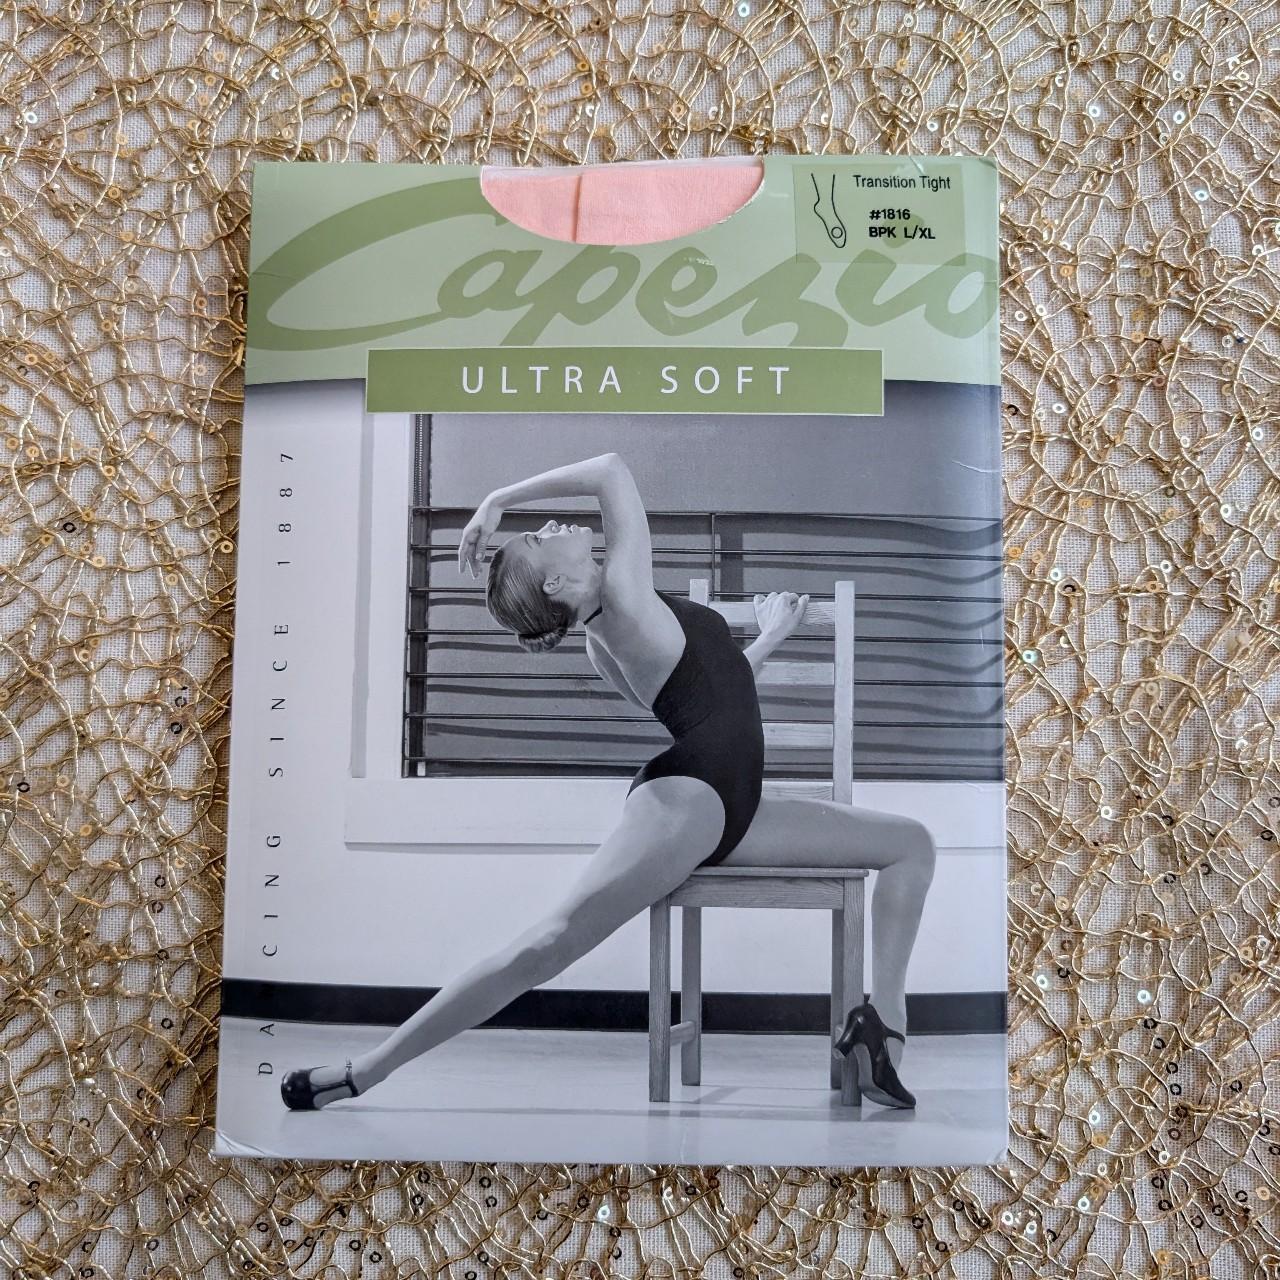 Capezio
Transition Tight
#1816
BPK L/XL
ULTRA SOFT
DANCING SINCE 1887